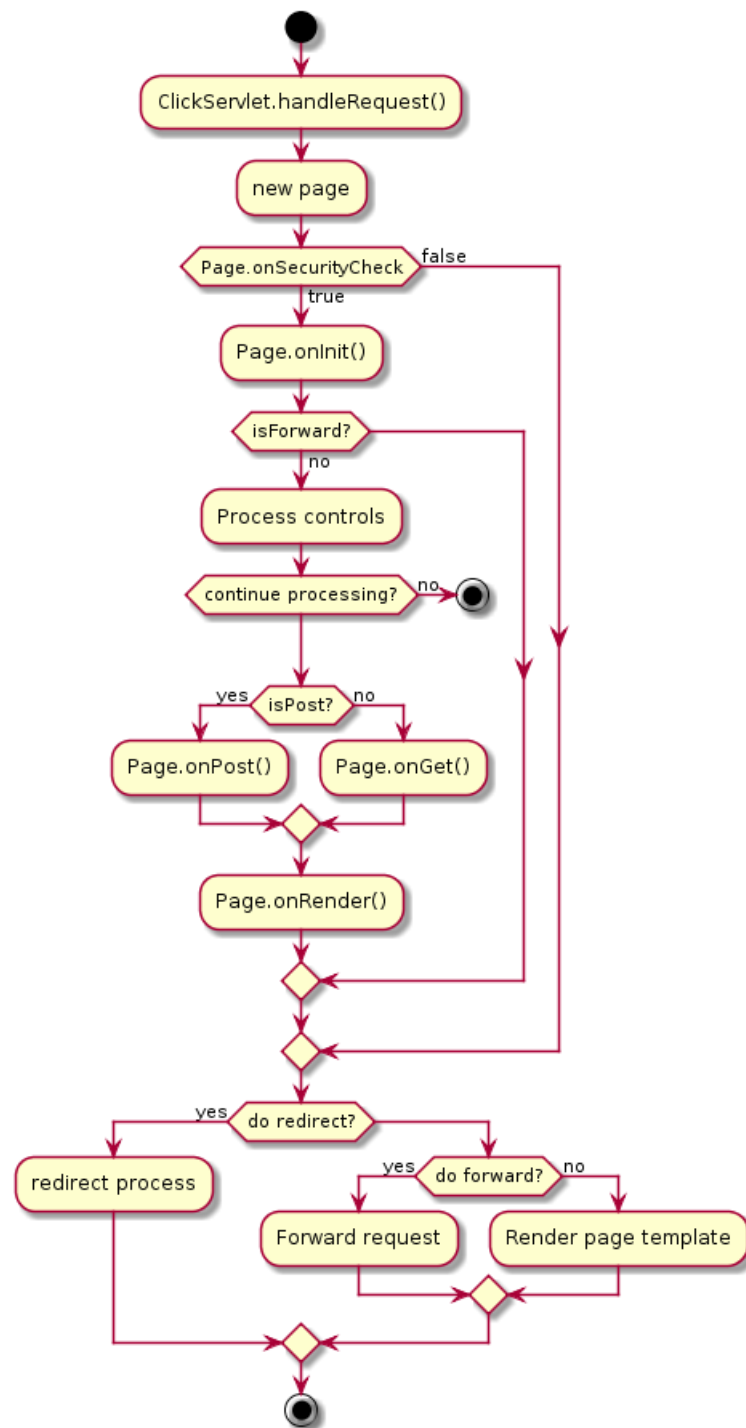 ClickServlet.handleRequest()
new page
Page.onSecurityCheck
false
true
Page.onInit()
isForward?
no
Process controls
continue processing?
no
yes
isPost?
no
Page.onPost()
Page.onGet()
Page.onRender()
yes
do redirect?
redirect process
yes
do forward?
no
Forward request
Render page template